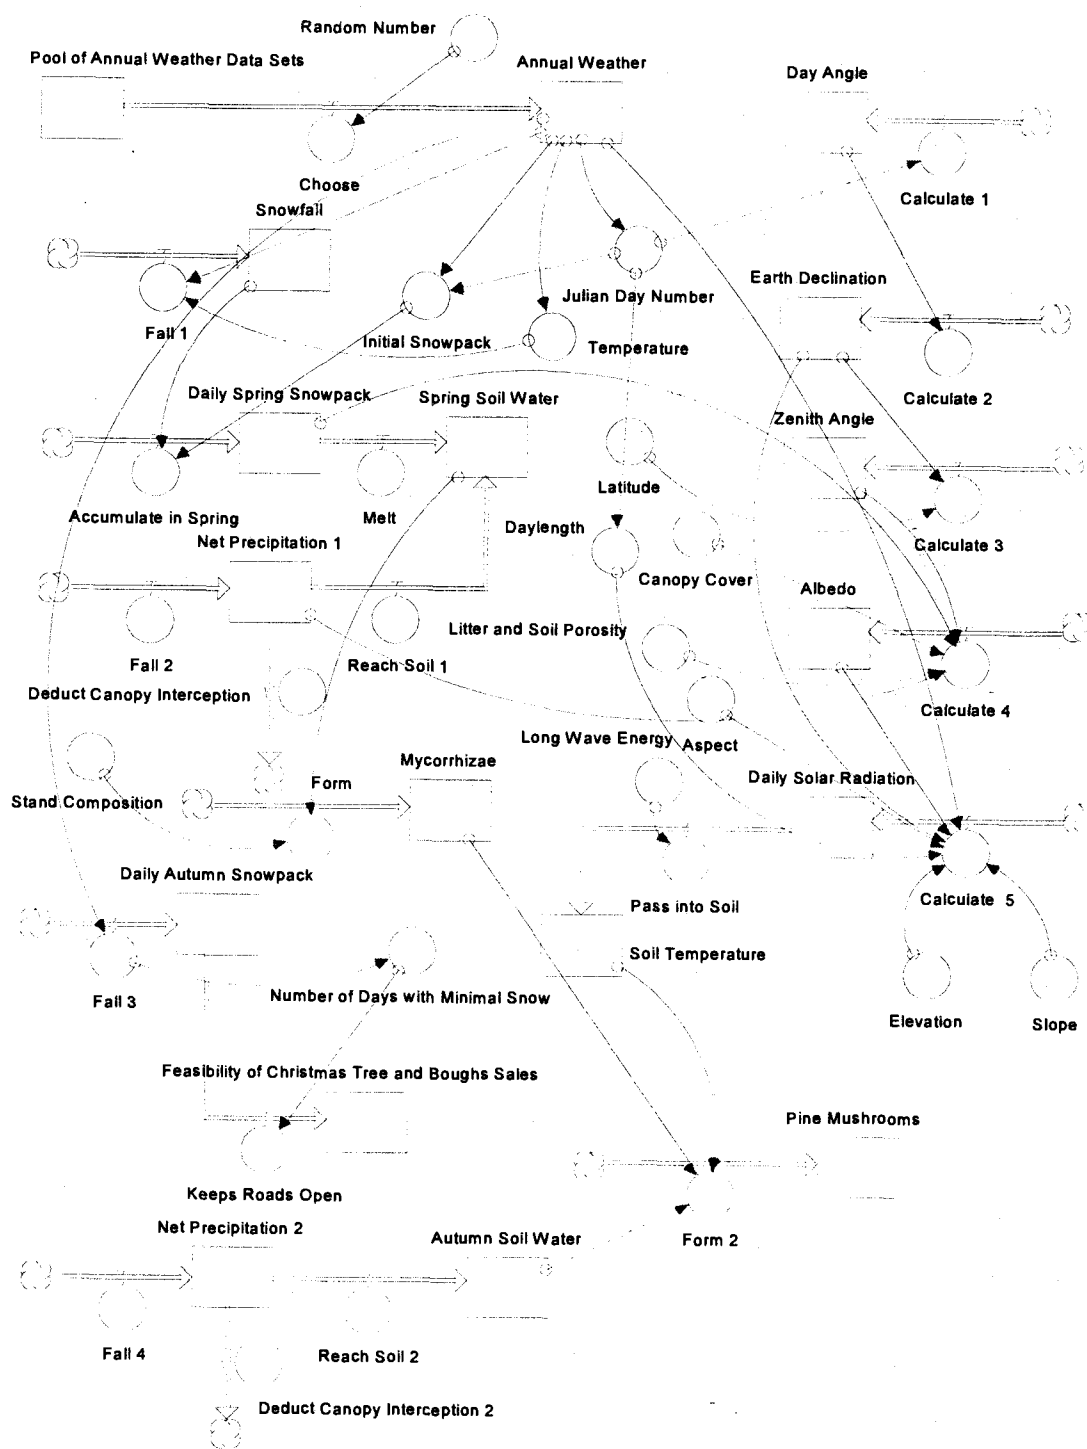 Random Number
Pool of Annual Weather Data Sets
Annual Weather
Day Angle
Choose
Calculate 1
Snowfall
Earth Declination
Julian Day Number
Fall 1
Initial Snowpack
Temperature
Daily Spring Snowpack
Spring Soil Water
Calculate 2
Zenith Angle
Latitude
Accumulate in Spring
Melt
Daylength
Net Precipitation 1
Calculate 3
Canopy Cover
Albedo
Litter and Soil Porosity
Fall 2
Reach Soil 1
Deduct Canopy Interception
Calculate 4
Long Wave Energy
Aspect
Mycorrhizae
Daily Solar Radiation
Form
Stand Composition
Daily Autumn Snowpack
Calculate 5
Pass into Soil
Soil Temperature
Fall 3
Number of Days with Minimal Snow
Elevation
Slope
Feasibility of Christmas Tree and Boughs Sales
Pine Mushrooms
Keeps Roads Open
Net Precipitation 2
Autumn Soil Water
Form 2
Fall 4
Reach Soil 2
Deduct Canopy Interception 2